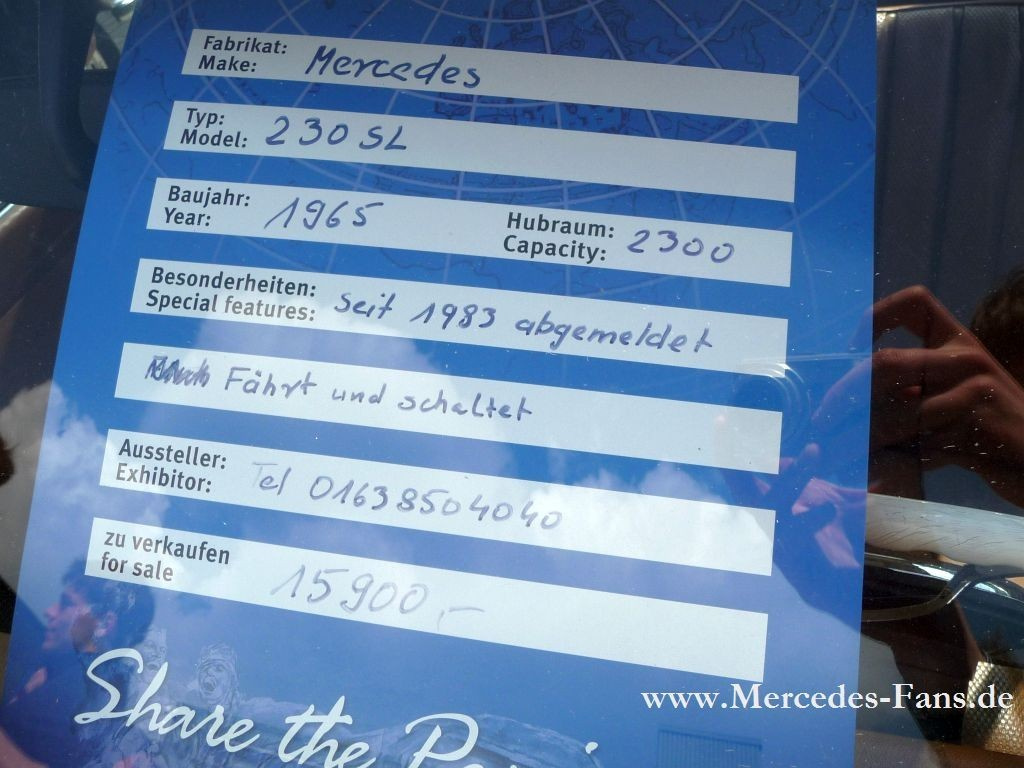 Fabrikat:
Make: Mercedes
Typ:
Model: 230 SL
Baujahr: Hubraum:
Year: 1965 Capacity: 2300
Besonderheiten:
Special features: seit 1983 abgemeldet
Fährt und schaltet
Aussteller:
Exhibitor: Tel 01638504040
zu verkaufen
for sale 15900,-
www.Mercedes-Fans.de
Share the